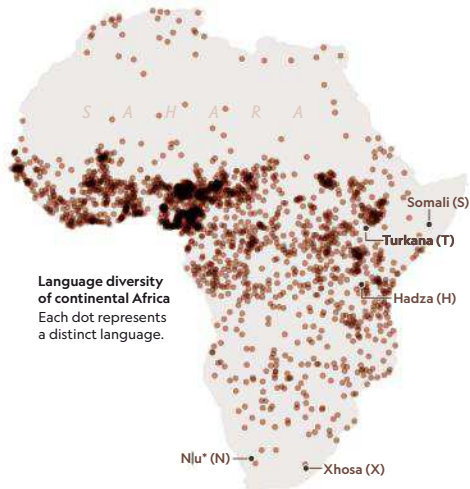 S A H A R A
Somali (S)
Turkana (T)
Language diversity
of continental Africa
Each dot represents
a distinct language.
Hadza (H)
N|u* (N)
Xhosa (X)